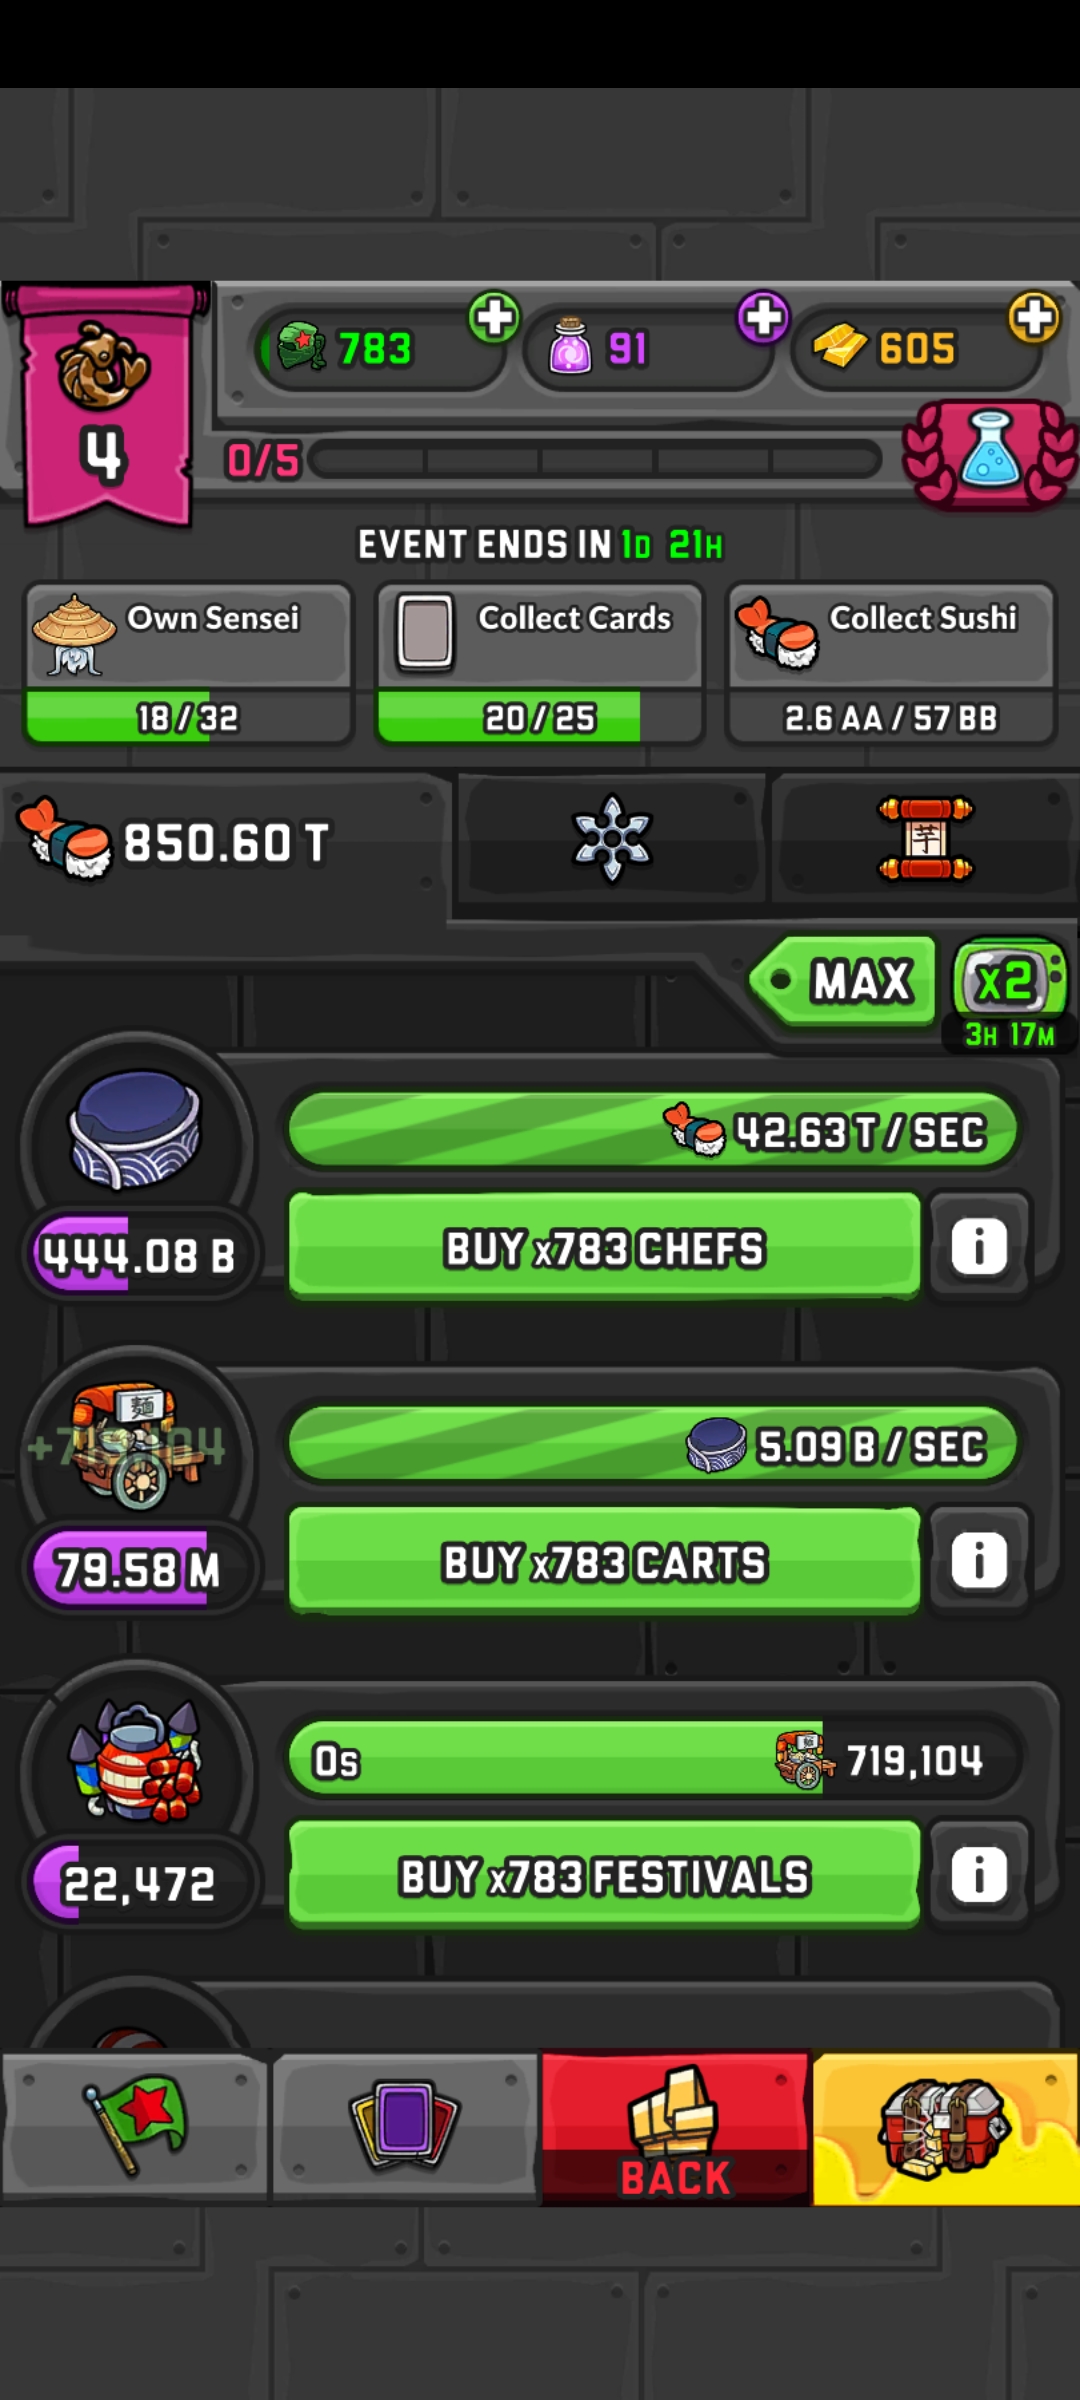 783
91
605
4
0/5
EVENT ENDS IN 1D 21H
Own Sensei
Collect Cards
Collect Sushi
18 / 32
20 / 25
2.6 AA / 57 BB
850.60 T
芋
MAX
x2
3H 17M
42.63 T / SEC
444.08 B
BUY x783 CHEFS
i
麺
+719,104
5.09 B / SEC
79.58 M
BUY x783 CARTS
i
0s
719,104
22,472
BUY x783 FESTIVALS
i
BACK